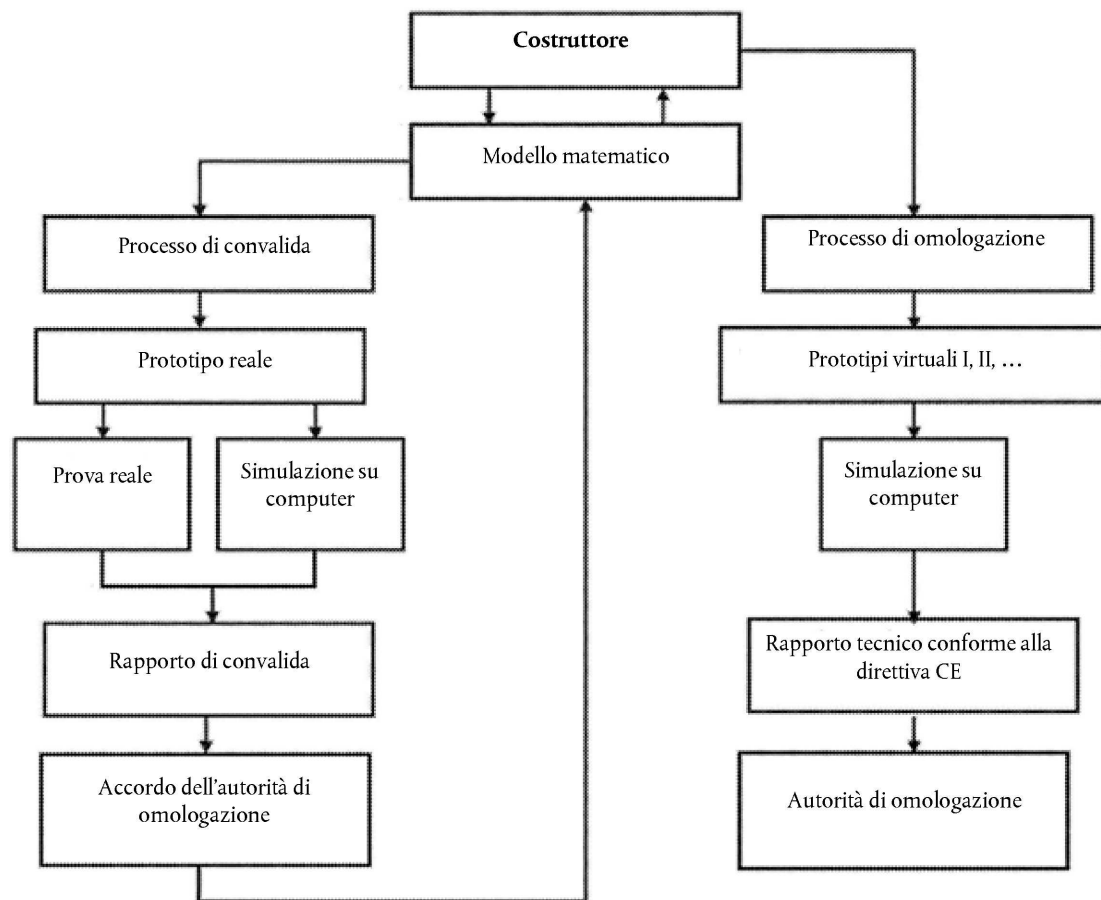 Costruttore
Modello matematico
Processo di convalida
Processo di omologazione
Prototipo reale
Prototipi virtuali I, II, …
Prova reale
Simulazione su
computer
Simulazione su
computer
Rapporto di convalida
Rapporto tecnico conforme alla
direttiva CE
Accordo dell'autorità di
omologazione
Autorità di omologazione